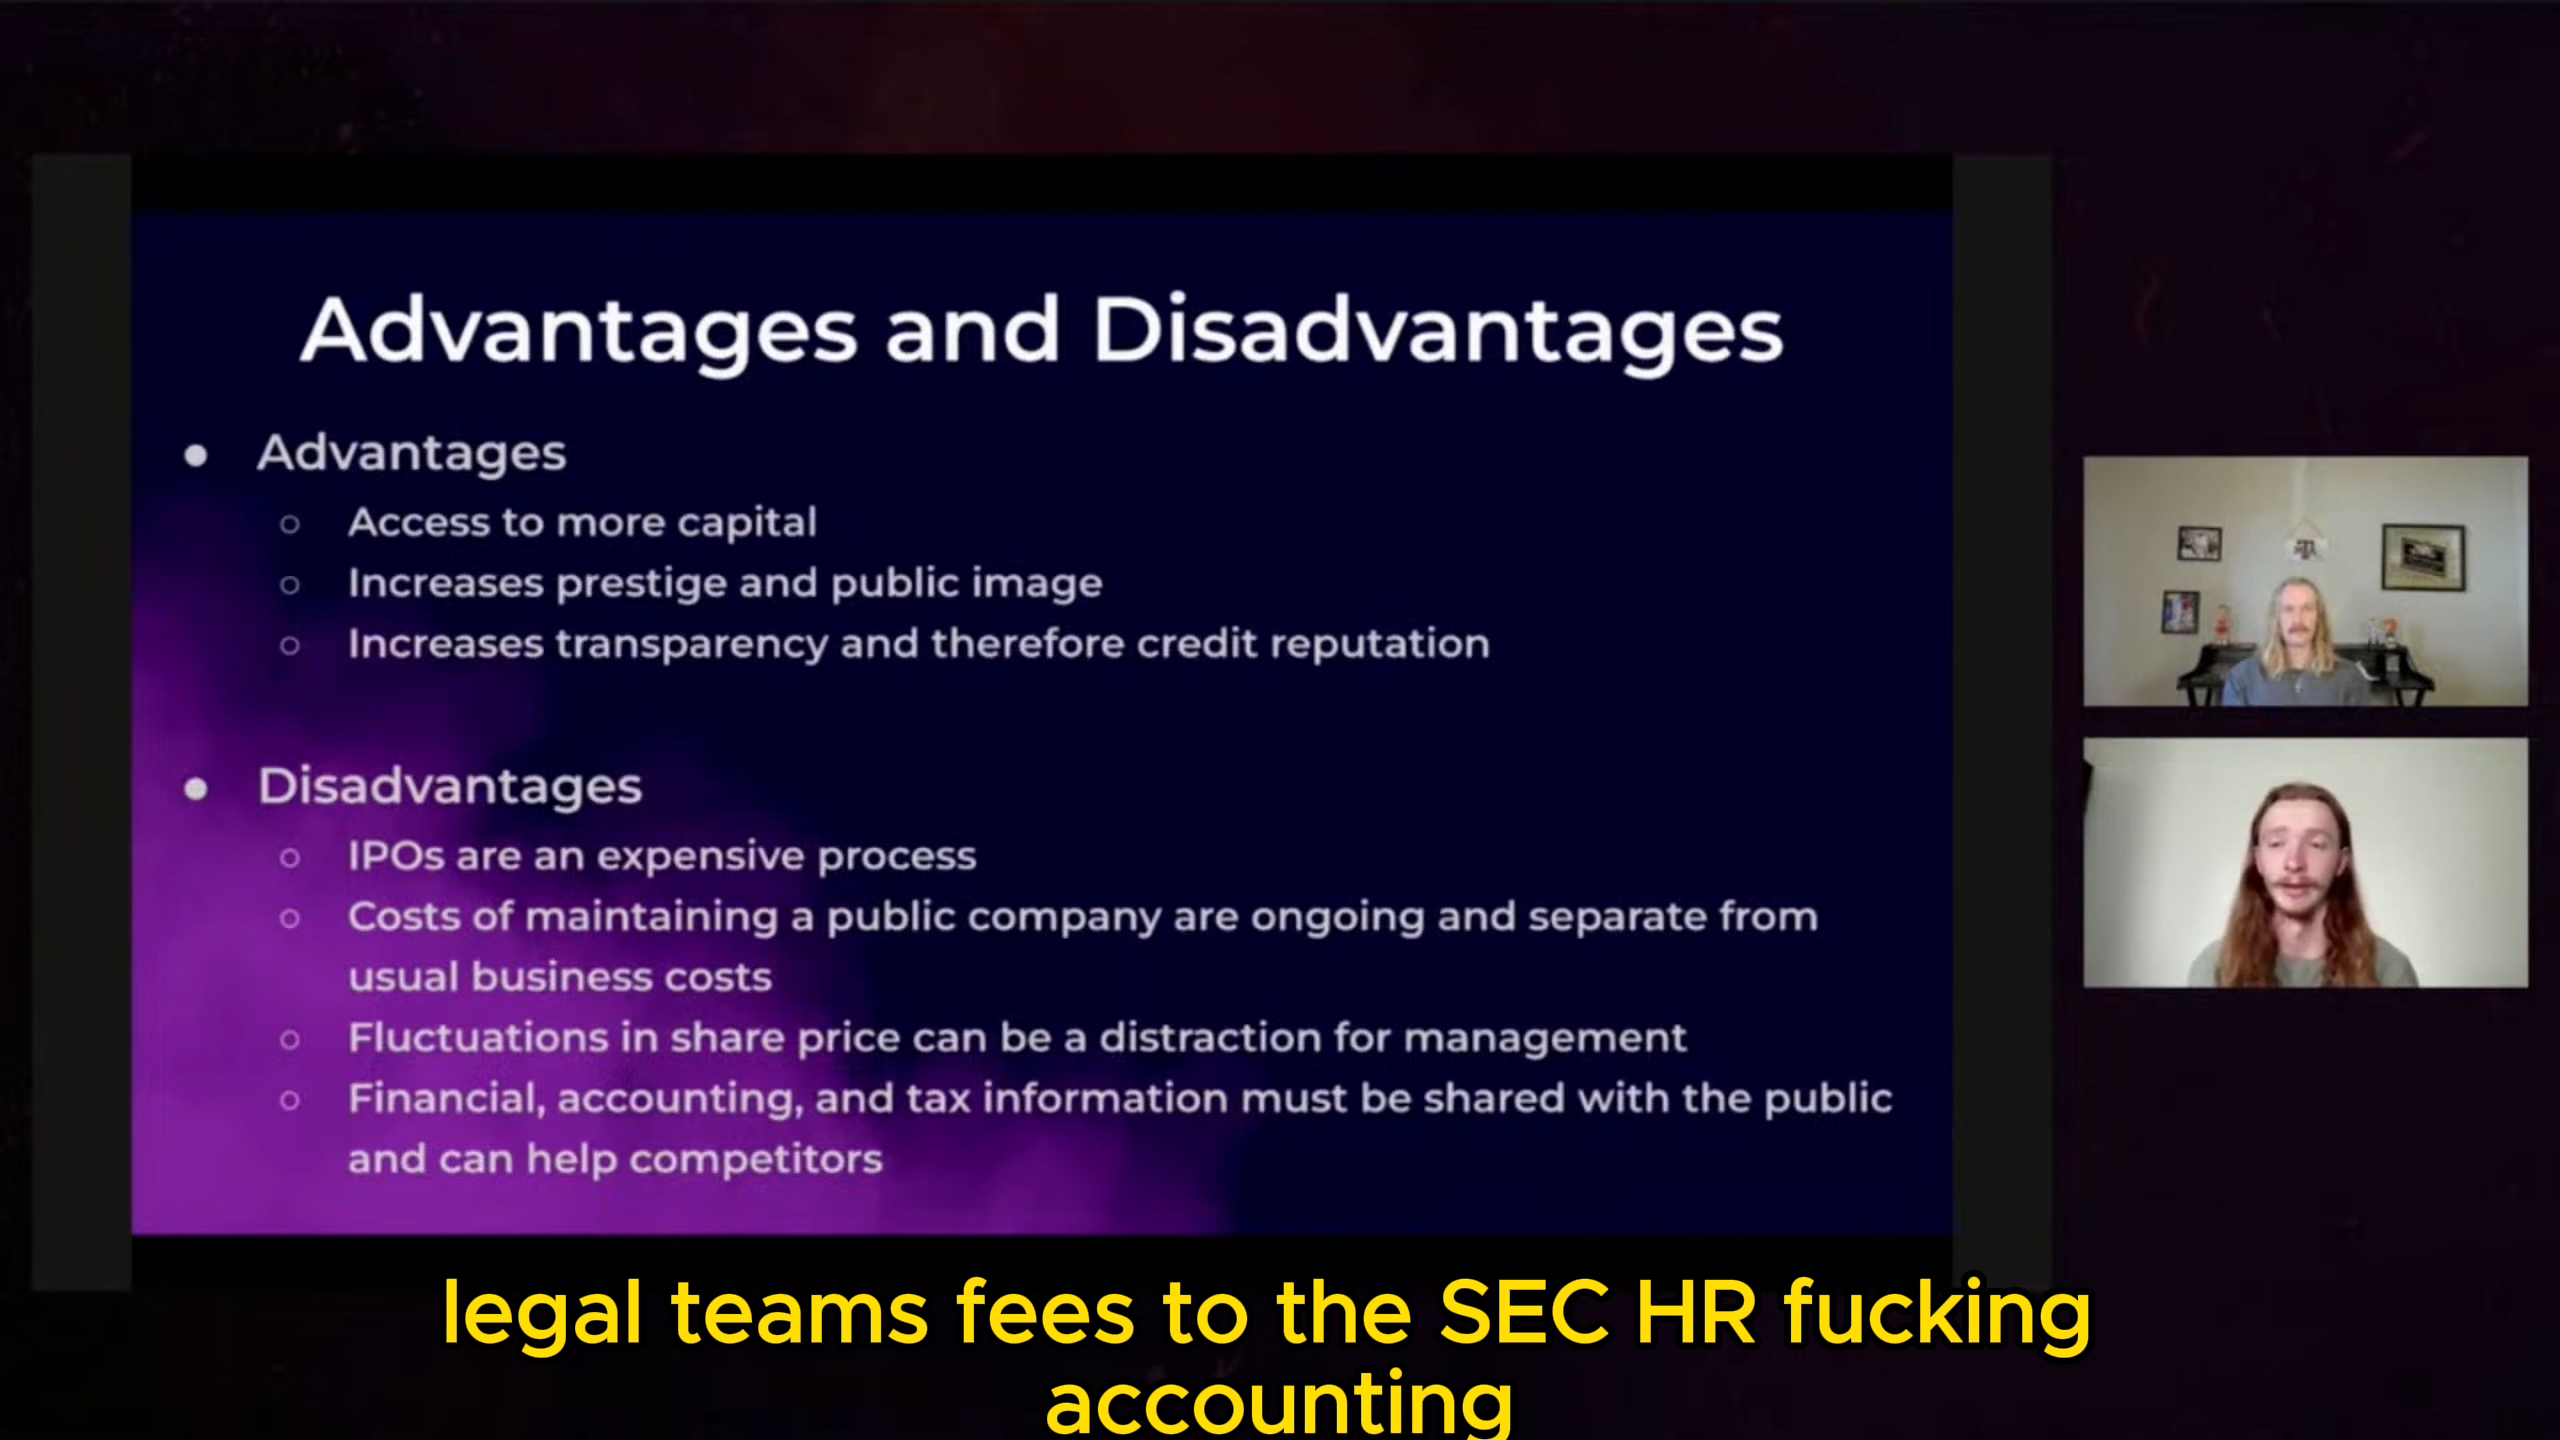 Advantages and Disadvantages
● Advantages
○ Access to more capital
○ Increases prestige and public image
○ Increases transparency and therefore credit reputation
● Disadvantages
○ IPOs are an expensive process
○ Costs of maintaining a public company are ongoing and separate from
usual business costs
○ Fluctuations in share price can be a distraction for management
○ Financial, accounting, and tax information must be shared with the public
and can help competitors
legal teams fees to the SEC HR fucking
accounting